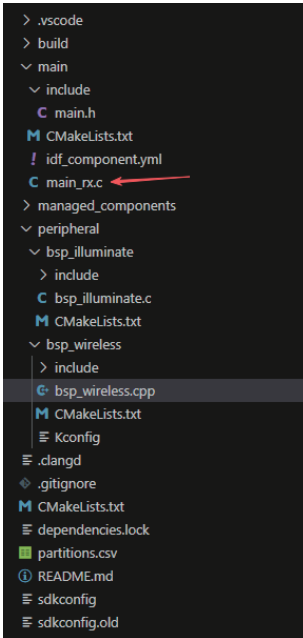 .vscode
build
main
include
C main.h
M CMakeLists.txt
! idf_component.yml
C main_rx.c
managed_components
peripheral
bsp_illuminate
include
C bsp_illuminate.c
M CMakeLists.txt
bsp_wireless
include
bsp_wireless.cpp
M CMakeLists.txt
Kconfig
.clangd
.gitignore
M CMakeLists.txt
dependencies.lock
partitions.csv
README.md
sdkconfig
sdkconfig.old